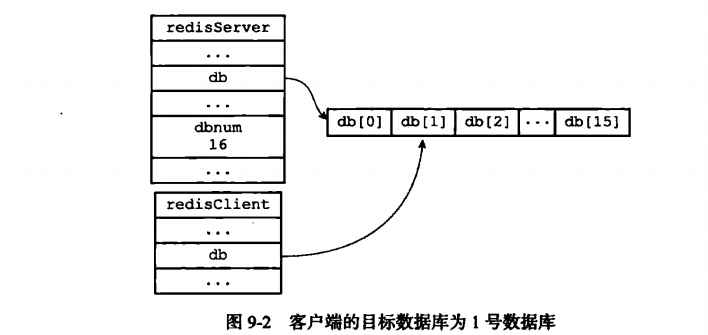 redisServer
...
db
...
dbnum
16
...
db[0] db[1] db[2] ... db[15]
redisClient
...
db
...
图 9-2 客户端的目标数据库为 1 号数据库